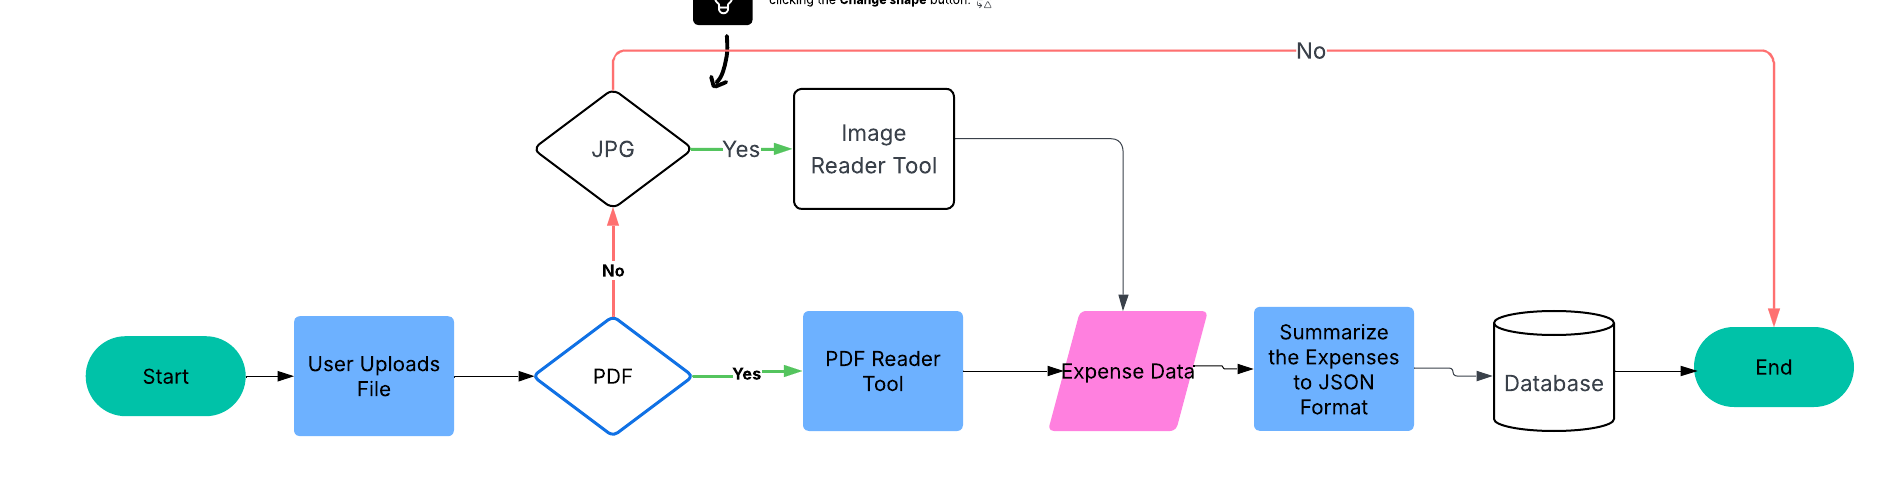 clicking the Change shape button.
No
JPG
Yes
Image
Reader Tool
No
Start
User Uploads
File
PDF
Yes
PDF Reader
Tool
Expense Data
Summarize
the Expenses
to JSON
Format
Database
End